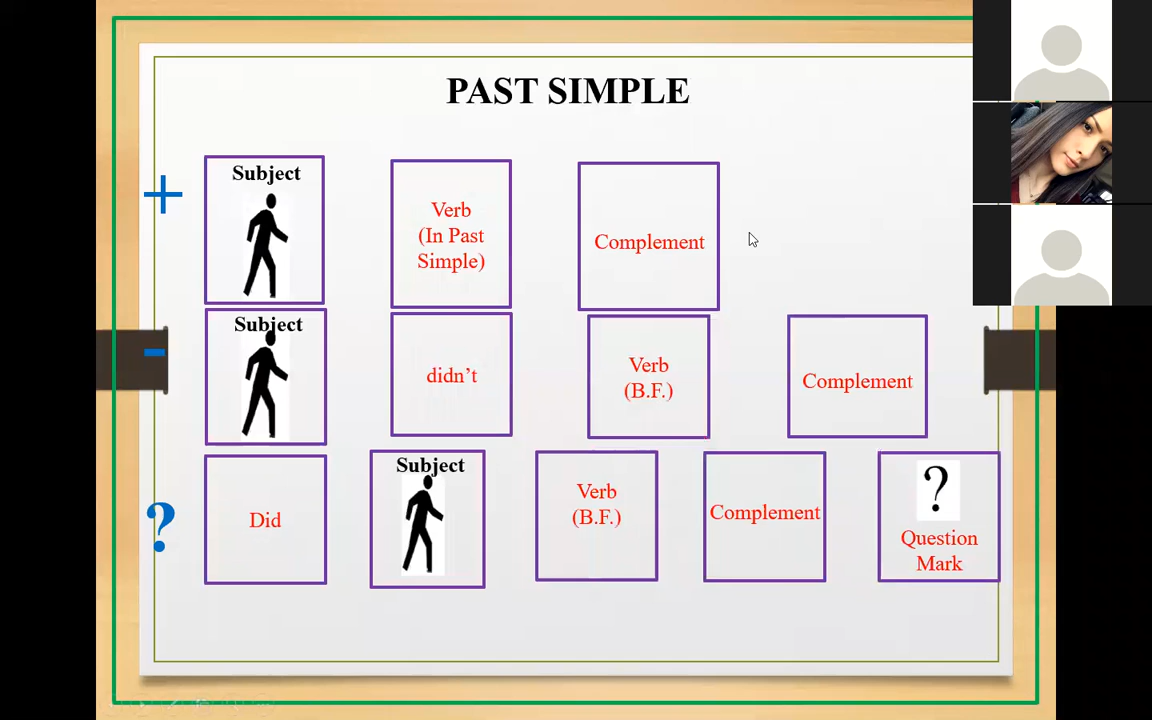 PAST SIMPLE
+
Subject
Verb
(In Past
Simple)
Complement
-
Subject
didn't
Verb
(B.F.)
Complement
?
Did
Subject
Verb
(B.F.)
Complement
?
Question
Mark